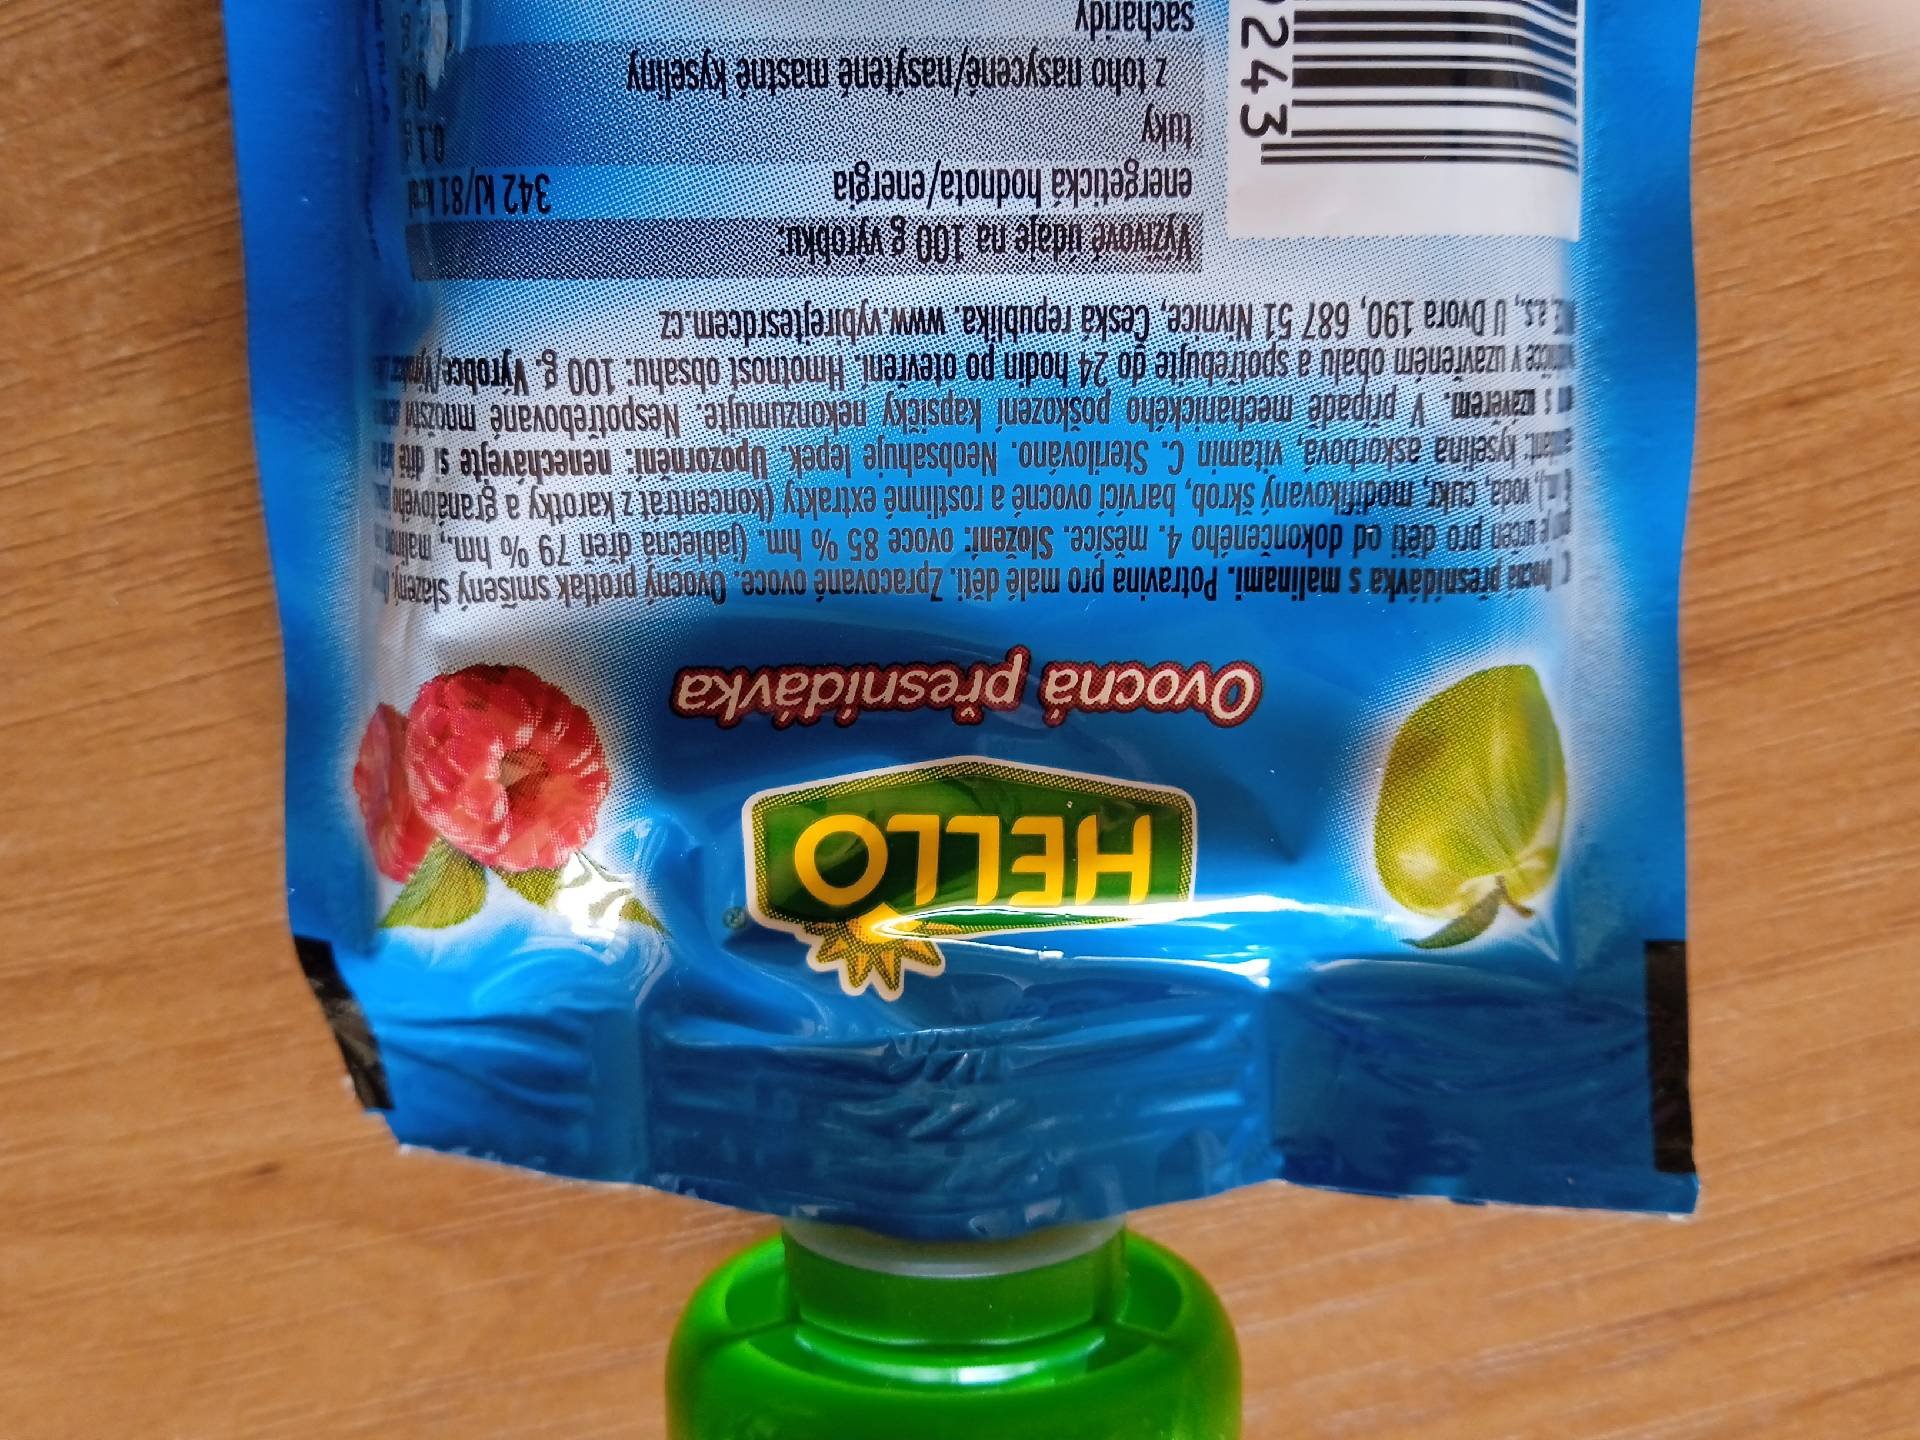 HELLO
®
Ovocná přesnídávka
C Ovocná přesnídávka s malinami. Potravina pro malé děti. Zpracované ovoce. Ovocný protlak smíšený slazený.
je určen pro děti od dokončeného 4. měsíce. Složení: ovoce 85 % hm. (jablečná dřeň 79 % hm.,
voda, cukr, modifikovaný škrob, barvicí ovocné a rostlinné extrakty (koncentrát z karotky a granátového
kyselina askorbová, vitamin C. Sterilováno. Neobsahuje lepek. Upozornění: nenechávejte si dítě
s uzávěrem. V případě mechanického poškození kapsičky nekonzumujte. Nespotřebované množství
v uzavřeném obalu a spotřebujte do 24 hodin po otevření. Hmotnost obsahu: 100 g. Výrobce/
a.s., U Dvora 190, 687 51 Nivnice, Česká republika. www.vybirejtesrdcem.cz
Výživové údaje na 100 g výrobku:
energetická hodnota/energia 342 kJ/81 kcal
tuky 0,1 g
z toho nasycené/nasýtené mastné kyseliny
sacharidy
243